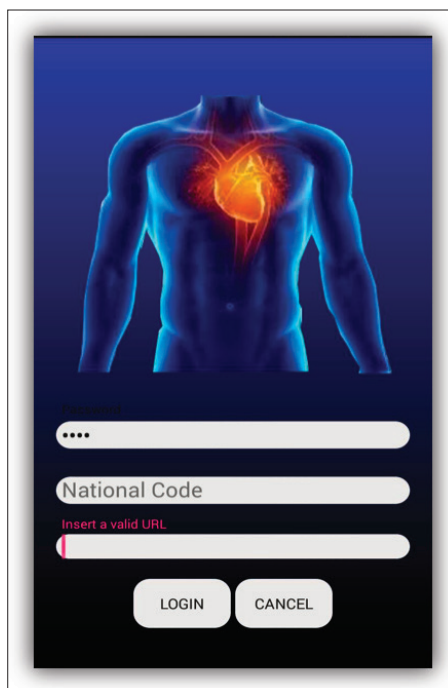 Password
••••
National Code
Insert a valid URL
LOGIN CANCEL